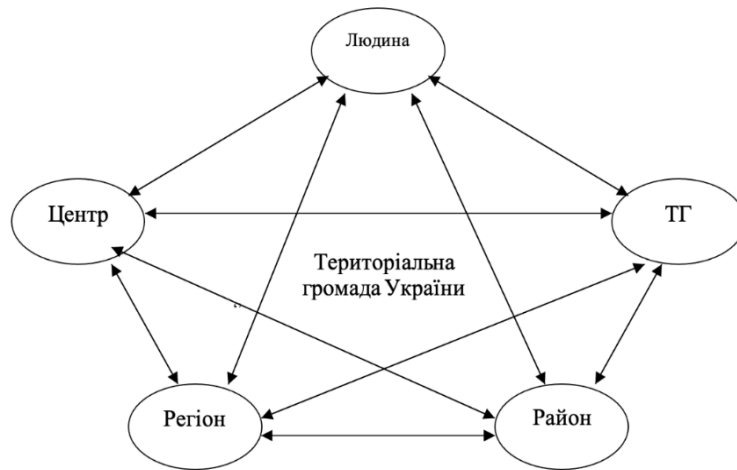 Людина
Центр
ТГ
Територіальна
громада України
Регіон
Район